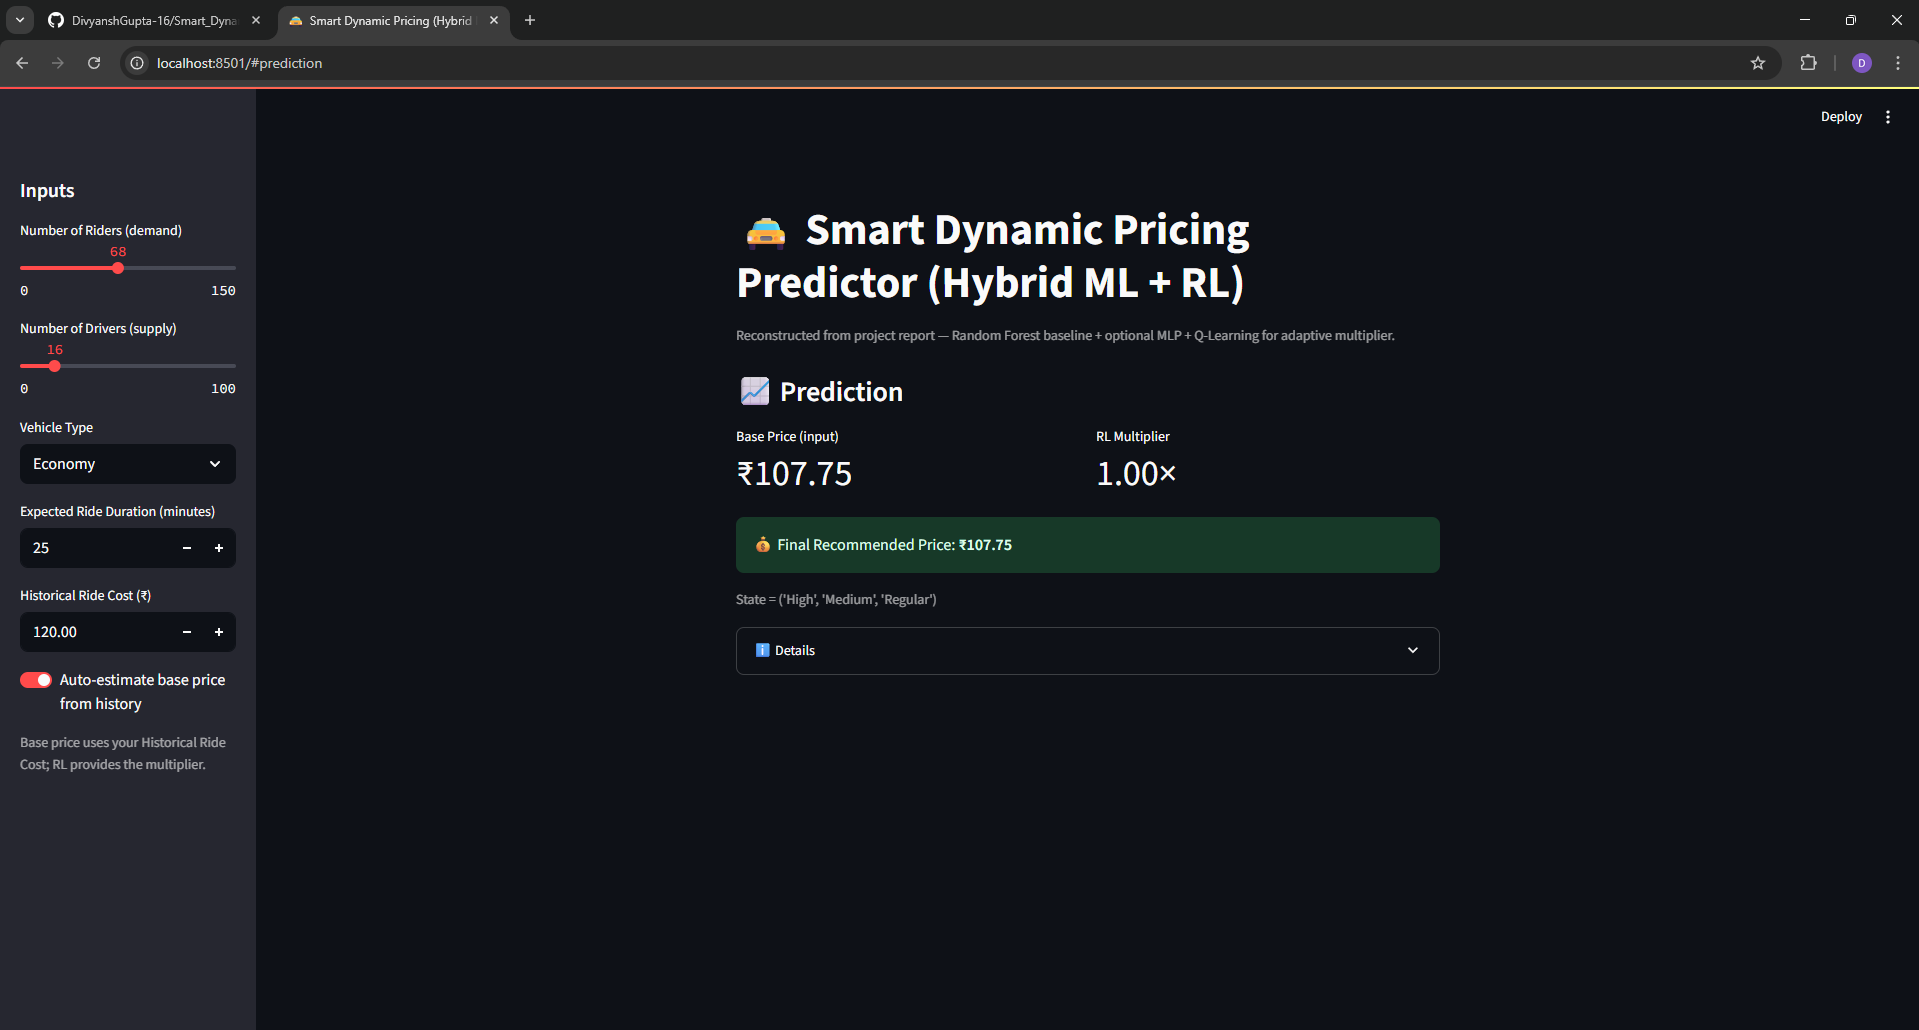 DivyanshGupta-16/Smart_Dyna
Smart Dynamic Pricing (Hybrid
localhost:8501/#prediction
D
Deploy
Inputs
Number of Riders (demand)
68
0 150
Number of Drivers (supply)
16
0 100
Vehicle Type
Economy
Expected Ride Duration (minutes)
25
Historical Ride Cost (₹)
120.00
Auto-estimate base price
from history
Base price uses your Historical Ride
Cost; RL provides the multiplier.
Smart Dynamic Pricing
Predictor (Hybrid ML + RL)
Reconstructed from project report — Random Forest baseline + optional MLP + Q-Learning for adaptive multiplier.
Prediction
Base Price (input) RL Multiplier
₹107.75 1.00×
Final Recommended Price: ₹107.75
State = ('High', 'Medium', 'Regular')
Details